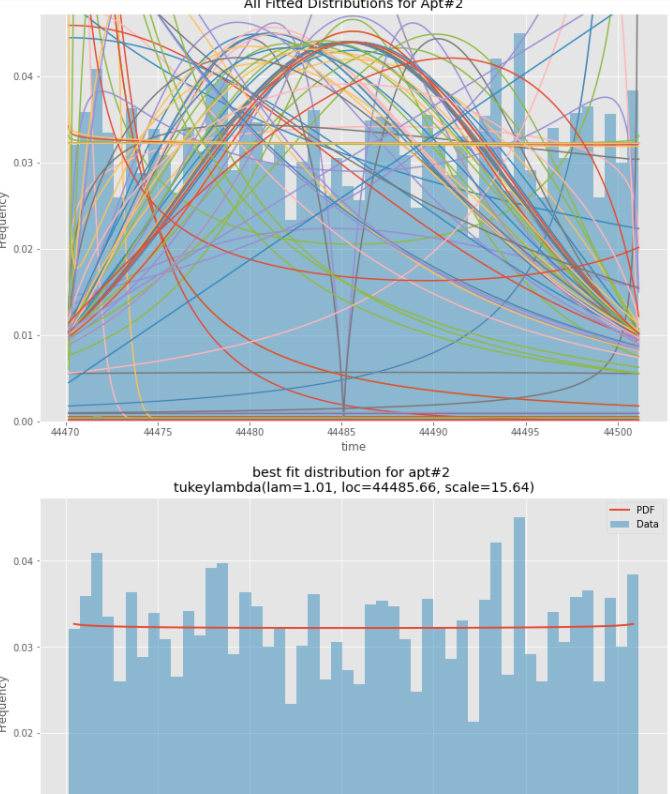 All Fitted Distributions for Apt#2
0.04
0.03
Frequency
0.02
0.01
0.00
44470 44475 44480 44485 44490 44495 44500
time
best fit distribution for apt#2
tukeylambda(lam=1.01, loc=44485.66, scale=15.64)
PDF
Data
0.04
0.03
Frequency
0.02